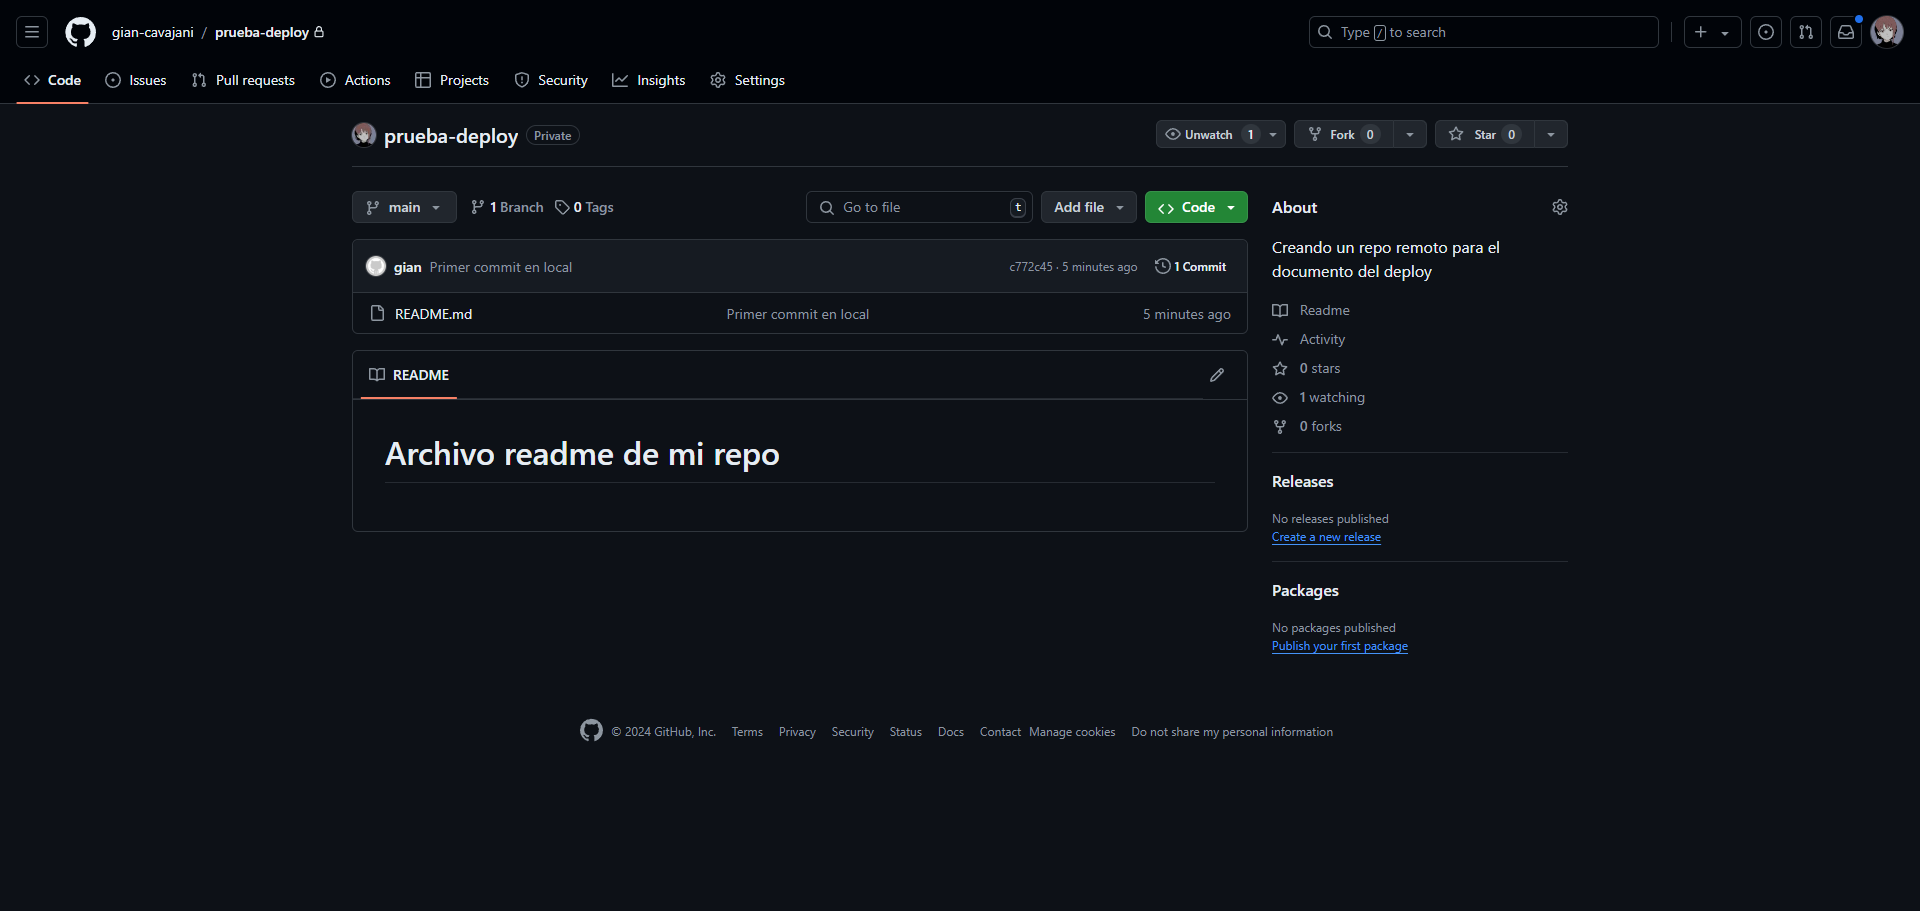 gian-cavajani / prueba-deploy
Type / to search
Code Issues Pull requests Actions Projects Security Insights Settings
prueba-deploy Private
Unwatch 1 Fork 0 Star 0
main 1 Branch 0 Tags Go to file t Add file Code
gian Primer commit en local c772c45 · 5 minutes ago 1 Commit
README.md Primer commit en local 5 minutes ago
README
Archivo readme de mi repo
About
Creando un repo remoto para el
documento del deploy
Readme
Activity
0 stars
1 watching
0 forks
Releases
No releases published
Create a new release
Packages
No packages published
Publish your first package
© 2024 GitHub, Inc. Terms Privacy Security Status Docs Contact Manage cookies Do not share my personal information